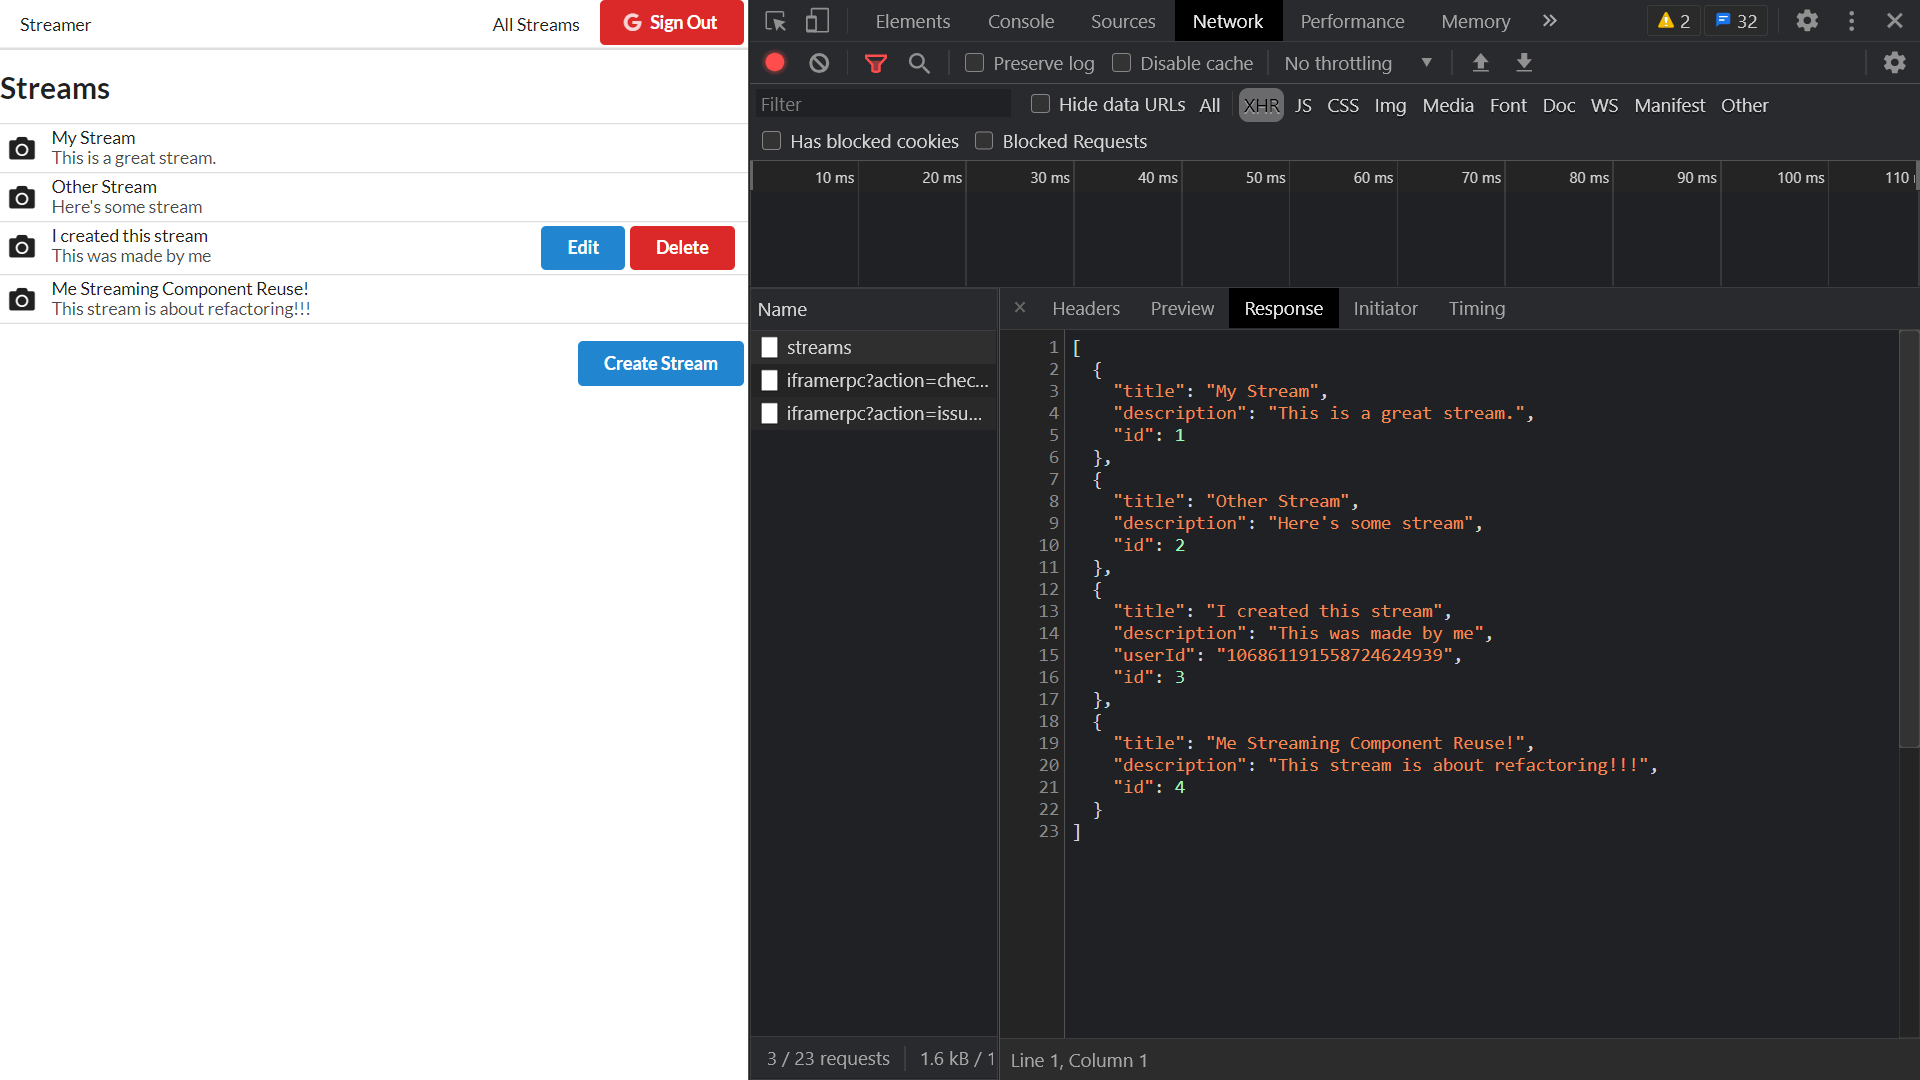 Streamer
All Streams
Sign Out
Streams
My Stream
This is a great stream.
Other Stream
Here's some stream
I created this stream
This was made by me
Edit
Delete
Me Streaming Component Reuse!
This stream is about refactoring!!!
Create Stream
Elements Console Sources Network Performance Memory 2 32
Preserve log Disable cache No throttling
Filter Hide data URLs All XHR JS CSS Img Media Font Doc WS Manifest Other
Has blocked cookies Blocked Requests
10 ms 20 ms 30 ms 40 ms 50 ms 60 ms 70 ms 80 ms 90 ms 100 ms 110
Name
streams
iframerpc?action=chec...
iframerpc?action=issu...
3 / 23 requests 1.6 kB / 1
× Headers Preview Response Initiator Timing
1 [
2 {
3 "title": "My Stream",
4 "description": "This is a great stream.",
5 "id": 1
6 },
7 {
8 "title": "Other Stream",
9 "description": "Here's some stream",
10 "id": 2
11 },
12 {
13 "title": "I created this stream",
14 "description": "This was made by me",
15 "userId": "106861191558724624939",
16 "id": 3
17 },
18 {
19 "title": "Me Streaming Component Reuse!",
20 "description": "This stream is about refactoring!!!",
21 "id": 4
22 }
23 ]
Line 1, Column 1